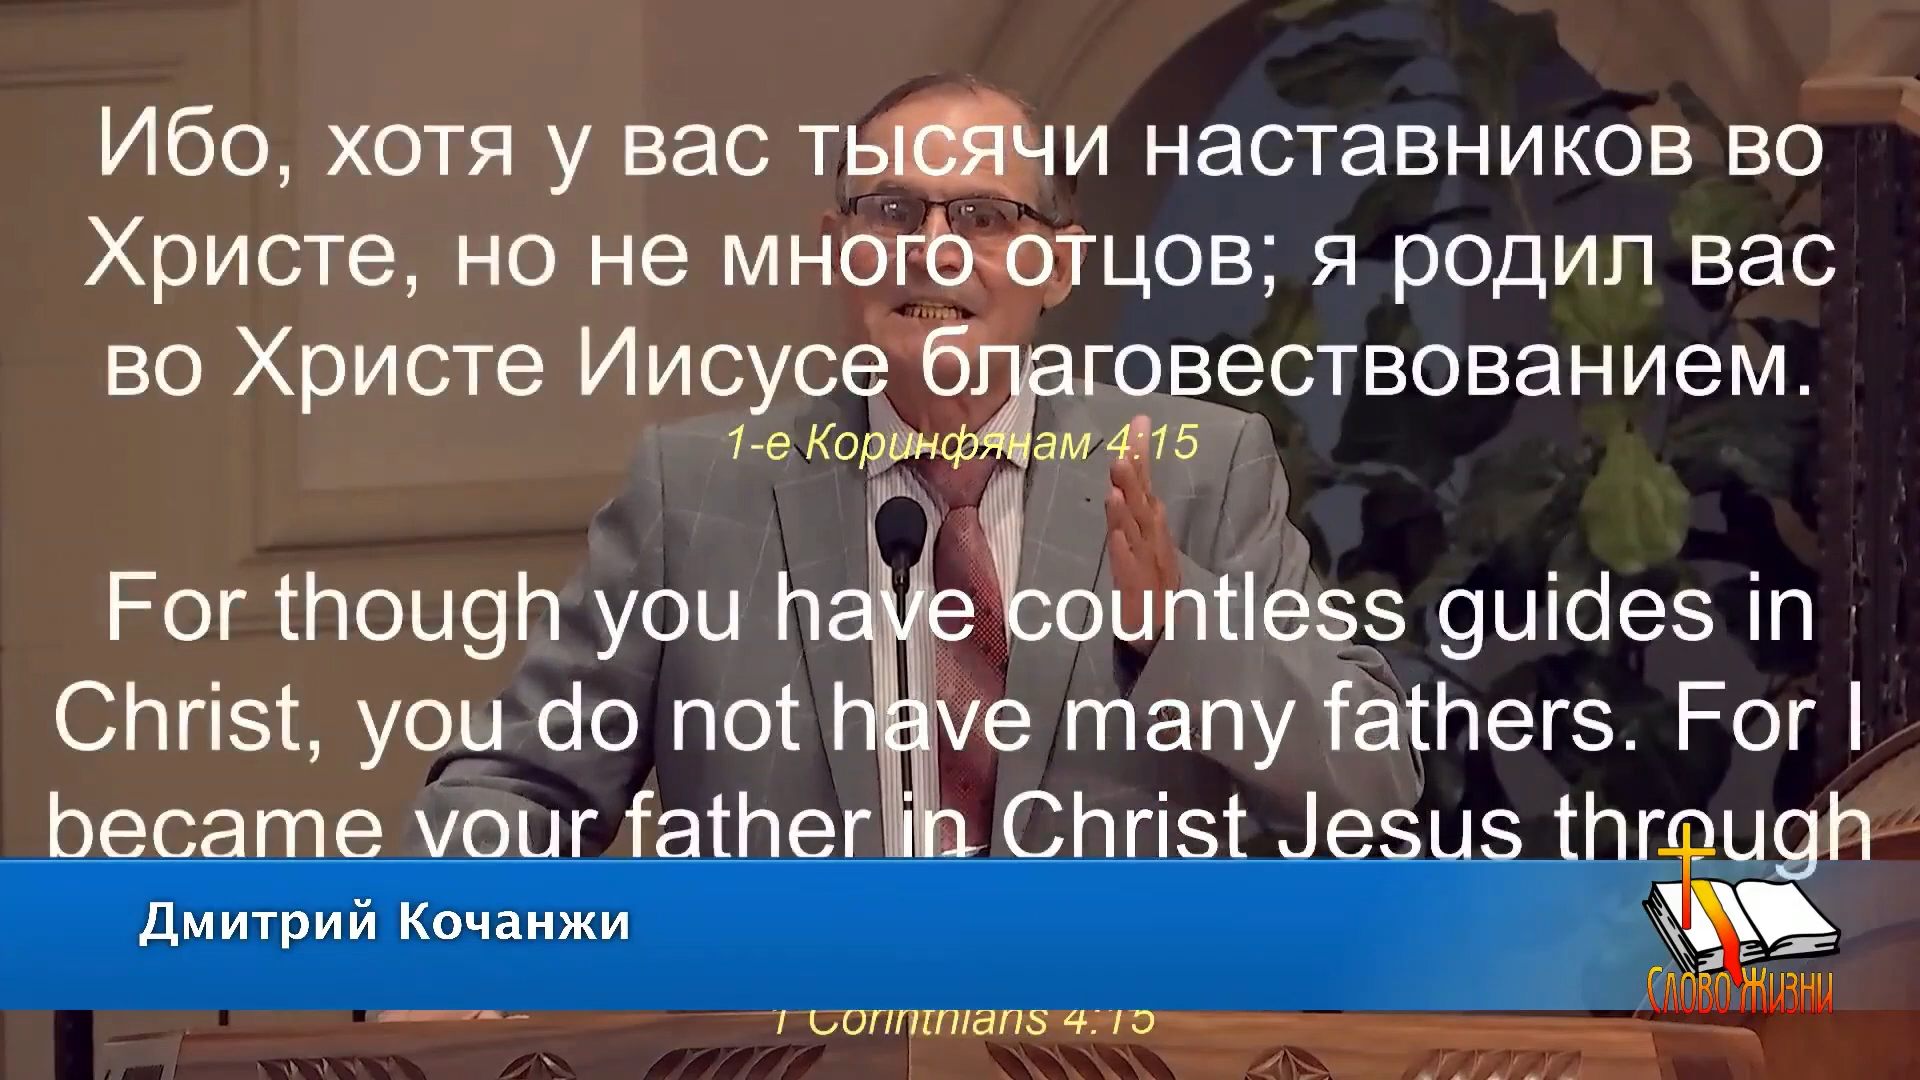 Ибо, хотя у вас тысячи наставников во
Христе, но не много отцов; я родил вас
во Христе Иисусе благовествованием.
1-е Коринфянам 4:15
For though you have countless guides in
Christ, you do not have many fathers. For I
became your father in Christ Jesus through
Дмитрий Кочанжи
Слово Жизни
1 Corinthians 4:15